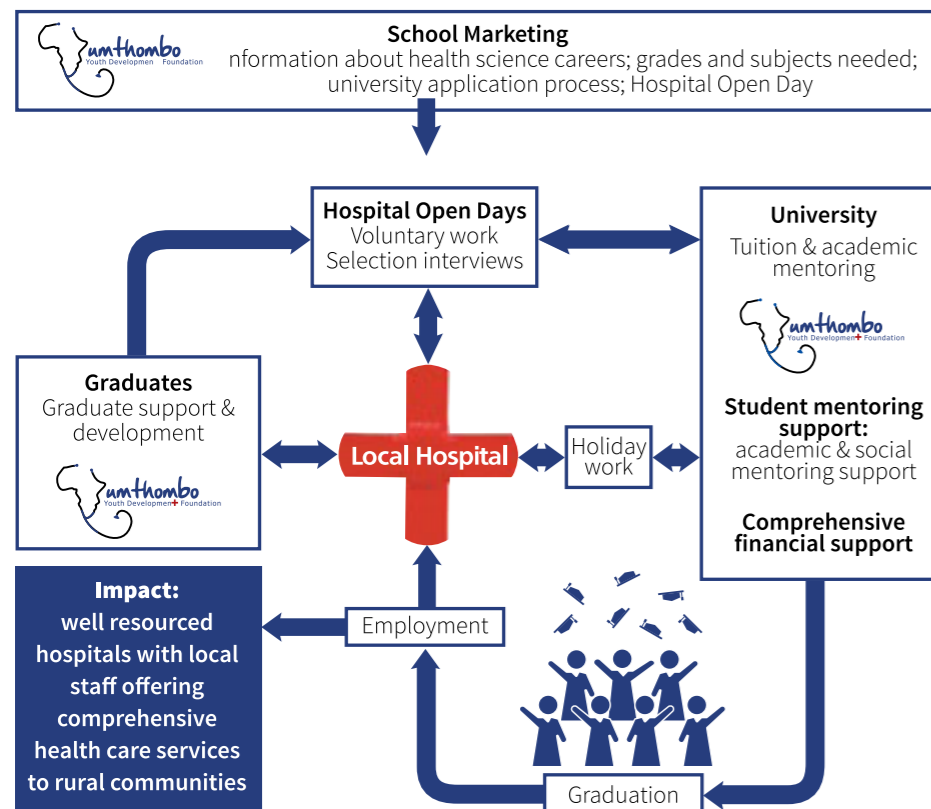 School Marketing
umthombo
Youth Developmen Foundation
nformation about health science careers; grades and subjects needed;
university application process; Hospital Open Day
Hospital Open Days
Voluntary work
Selection interviews
University
Tuition & academic
mentoring
umthombo
Youth Development Foundation
Student mentoring
support:
academic & social
mentoring support
Comprehensive
financial support
Graduates
Graduate support &
development
umthombo
Youth Development Foundation
Local Hospital
Holiday
work
Impact:
well resourced
hospitals with local
staff offering
comprehensive
health care services
to rural communities
Employment
Graduation